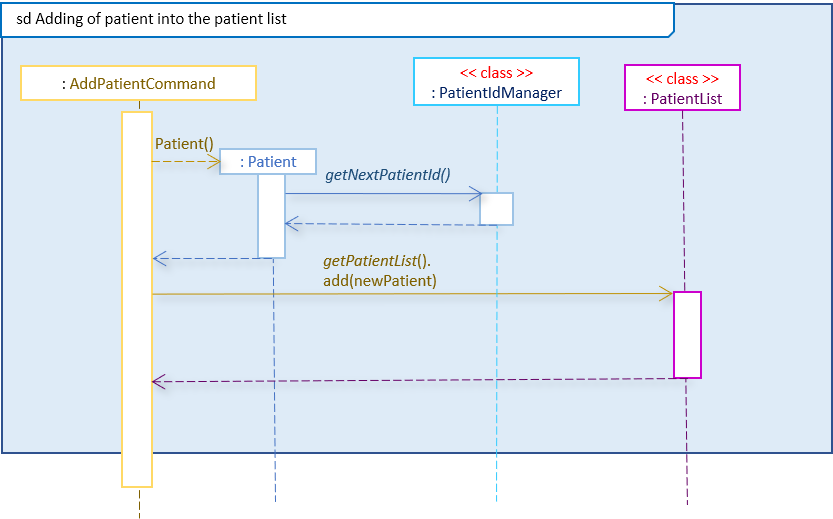 sd Adding of patient into the patient list
: AddPatientCommand
<< class >>
: PatientIdManager
<< class >>
: PatientList
Patient()
: Patient
getNextPatientId()
getPatientList().
add(newPatient)